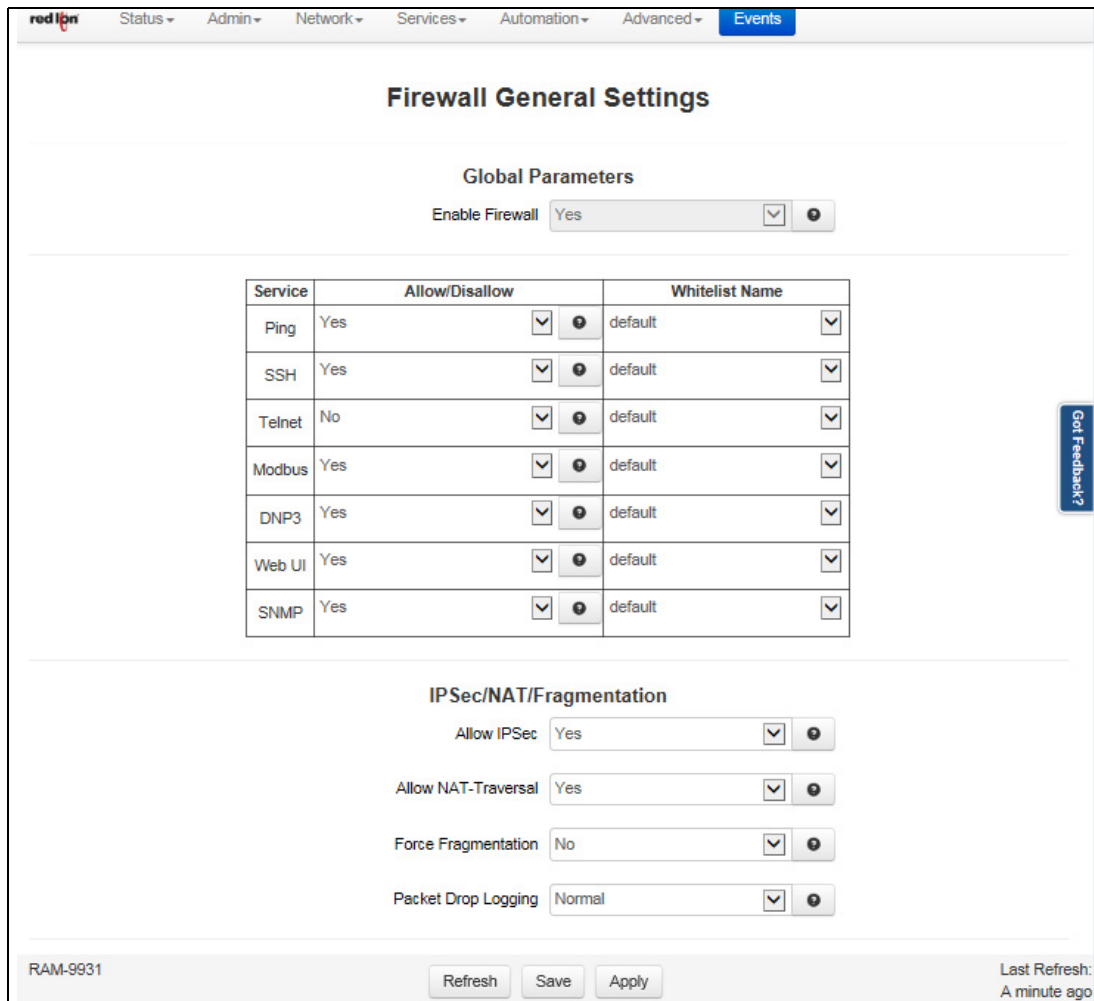 red lion Status Admin Network Services Automation Advanced Events
Firewall General Settings
Global Parameters
Enable Firewall Yes
Service Allow/Disallow Whitelist Name
Ping Yes default
SSH Yes default
Telnet No default
Modbus Yes default
DNP3 Yes default
Web UI Yes default
SNMP Yes default
Got Feedback?
IPSec/NAT/Fragmentation
Allow IPSec Yes
Allow NAT-Traversal Yes
Force Fragmentation No
Packet Drop Logging Normal
RAM-9931 Refresh Save Apply Last Refresh:
A minute ago